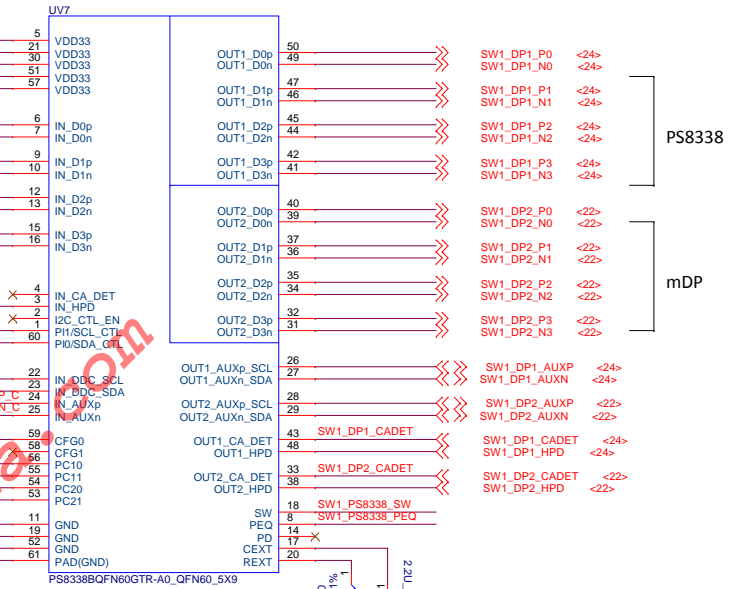 UV7
5 VDD33
21 VDD33
30 VDD33
51 VDD33
57 VDD33
6 IN_D0p
7 IN_D0n
9 IN_D1p
10 IN_D1n
12 IN_D2p
13 IN_D2n
15 IN_D3p
16 IN_D3n
4 IN_CA_DET
3 IN_HPD
2 I2C_CTL_EN
1 PI1/SCL_CTL
60 PI0/SDA_CTL
22 IN_DDC_SCL
23 IN_DDC_SDA
24 IN_AUXp
25 IN_AUXn
59 CFG0
58 CFG1
56 PC10
55 PC11
54 PC20
53 PC21
11 GND
19 GND
52 GND
61 PAD(GND)
OUT1_D0p 50 SW1_DP1_P0 <24>
OUT1_D0n 49 SW1_DP1_N0 <24>
OUT1_D1p 47 SW1_DP1_P1 <24>
OUT1_D1n 46 SW1_DP1_N1 <24>
OUT1_D2p 45 SW1_DP1_P2 <24>
OUT1_D2n 44 SW1_DP1_N2 <24>
OUT1_D3p 42 SW1_DP1_P3 <24>
OUT1_D3n 41 SW1_DP1_N3 <24>
PS8338
OUT2_D0p 40 SW1_DP2_P0 <22>
OUT2_D0n 39 SW1_DP2_N0 <22>
OUT2_D1p 37 SW1_DP2_P1 <22>
OUT2_D1n 36 SW1_DP2_N1 <22>
OUT2_D2p 35 SW1_DP2_P2 <22>
OUT2_D2n 34 SW1_DP2_N2 <22>
OUT2_D3p 32 SW1_DP2_P3 <22>
OUT2_D3n 31 SW1_DP2_N3 <22>
mDP
OUT1_AUXp_SCL 26 SW1_DP1_AUXP <24>
OUT1_AUXn_SDA 27 SW1_DP1_AUXN <24>
OUT2_AUXp_SCL 28 SW1_DP2_AUXP <22>
OUT2_AUXn_SDA 29 SW1_DP2_AUXN <22>
OUT1_CA_DET 43 SW1_DP1_CADET SW1_DP1_CADET <24>
OUT1_HPD 48 SW1_DP1_HPD <24>
OUT2_CA_DET 33 SW1_DP2_CADET SW1_DP2_CADET <22>
OUT2_HPD 38 SW1_DP2_HPD <22>
SW 18 SW1_PS8338_SW
PEQ 8 SW1_PS8338_PEQ
PD 14
CEXT 17
REXT 20
PS8338BQFN60GTR-A0_QFN60_5X9
2.2U_
1%
1
1
a.com